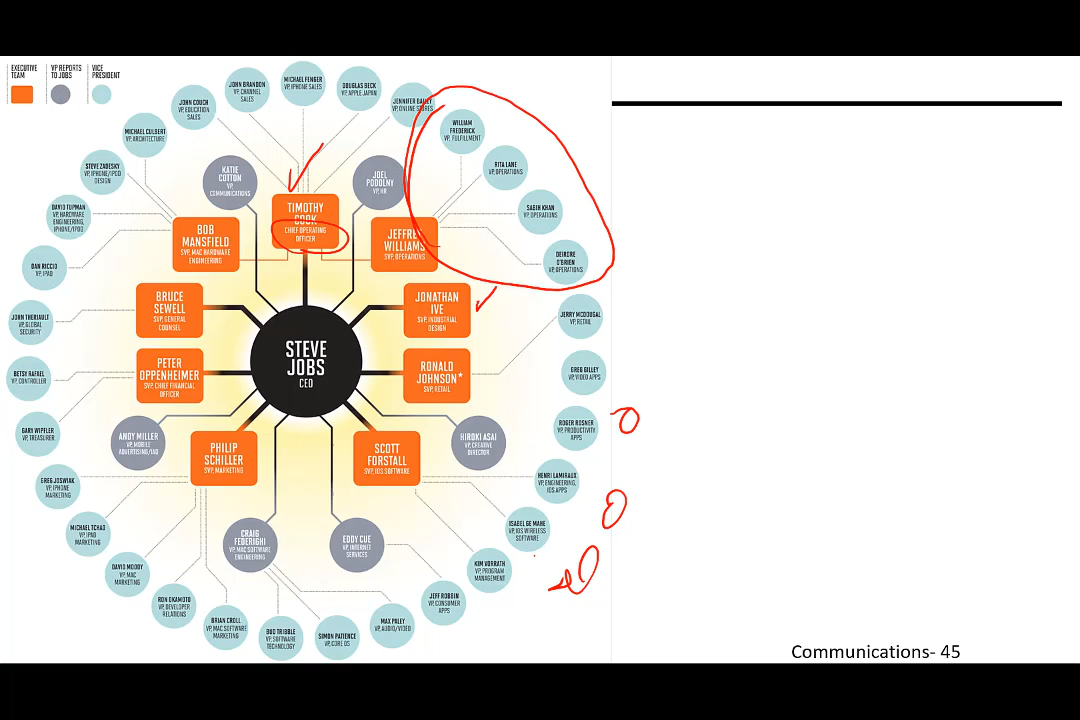 EXECUTIVE
TEAM
VP REPORTS
TO JOBS
VICE
PRESIDENT
MICHAEL FENGER
VP, IPHONE SALES
DOUGLAS BECK
VP, APPLE JAPAN
JOHN BRANDON
VP, CHANNEL
SALES
JENNIFER BAILEY
VP, ONLINE STORES
JOHN COUCH
VP, EDUCATION
SALES
WILLIAM
FREDERICK
VP, FULFILLMENT
MICHAEL CULBERT
VP, ARCHITECTURE
RITA LANE
VP, OPERATIONS
STEVE ZADESKY
VP, IPHONE/IPOD
DESIGN
KATIE
COTTON
VP,
COMMUNICATIONS
JOEL
PODOLNY
VP, HR
TIMOTHY
COOK
CHIEF OPERATING
OFFICER
SABIH KHAN
VP, OPERATIONS
DAVID TUPMAN
VP, HARDWARE
ENGINEERING,
IPHONE/IPOD
BOB
MANSFIELD
SVP, MAC HARDWARE
ENGINEERING
JEFFREY
WILLIAMS
SVP, OPERATIONS
DEIRDRE
O'BRIEN
VP, OPERATIONS
DAN RICCIO
VP, IPAD
BRUCE
SEWELL
SVP, GENERAL
COUNSEL
JONATHAN
IVE
SVP, INDUSTRIAL
DESIGN
JOHN THERIAULT
VP, GLOBAL
SECURITY
JERRY MCDOUGAL
VP, RETAIL
STEVE
JOBS
CEO
PETER
OPPENHEIMER
SVP, CHIEF FINANCIAL
OFFICER
RONALD
JOHNSON*
SVP, RETAIL
BETSY RAFAEL
VP, CONTROLLER
GREG GILLEY
VP, VIDEO APPS
GARY WIPFLER
VP, TREASURER
ANDY MILLER
VP, MOBILE
ADVERTISING/IAD
HIROKI ASAI
VP, CREATIVE
DIRECTOR
ROGER ROSNER
VP, PRODUCTIVITY
APPS
PHILIP
SCHILLER
SVP, MARKETING
SCOTT
FORSTALL
SVP, IOS SOFTWARE
GREG JOSWIAK
VP, IPHONE
MARKETING
HENRI LAMIRAUX
VP, ENGINEERING,
IOS APPS
MICHAEL TCHAO
VP, IPAD
MARKETING
ISABEL GE MAHE
VP, IOS WIRELESS
SOFTWARE
CRAIG
FEDERIGHI
VP, MAC SOFTWARE
ENGINEERING
EDDY CUE
VP, INTERNET
SERVICES
DAVID MOODY
VP, MAC
MARKETING
KIM VORRATH
VP, PROGRAM
MANAGEMENT
RON OKAMOTO
VP, DEVELOPER
RELATIONS
JEFF ROBBIN
VP, CONSUMER
APPS
BRIAN CROLL
VP, MAC SOFTWARE
MARKETING
BUD TRIBBLE
VP, SOFTWARE
TECHNOLOGY
SIMON PATIENCE
VP, CORE OS
MAX PALEY
VP, AUDIO/VIDEO
Communications- 45